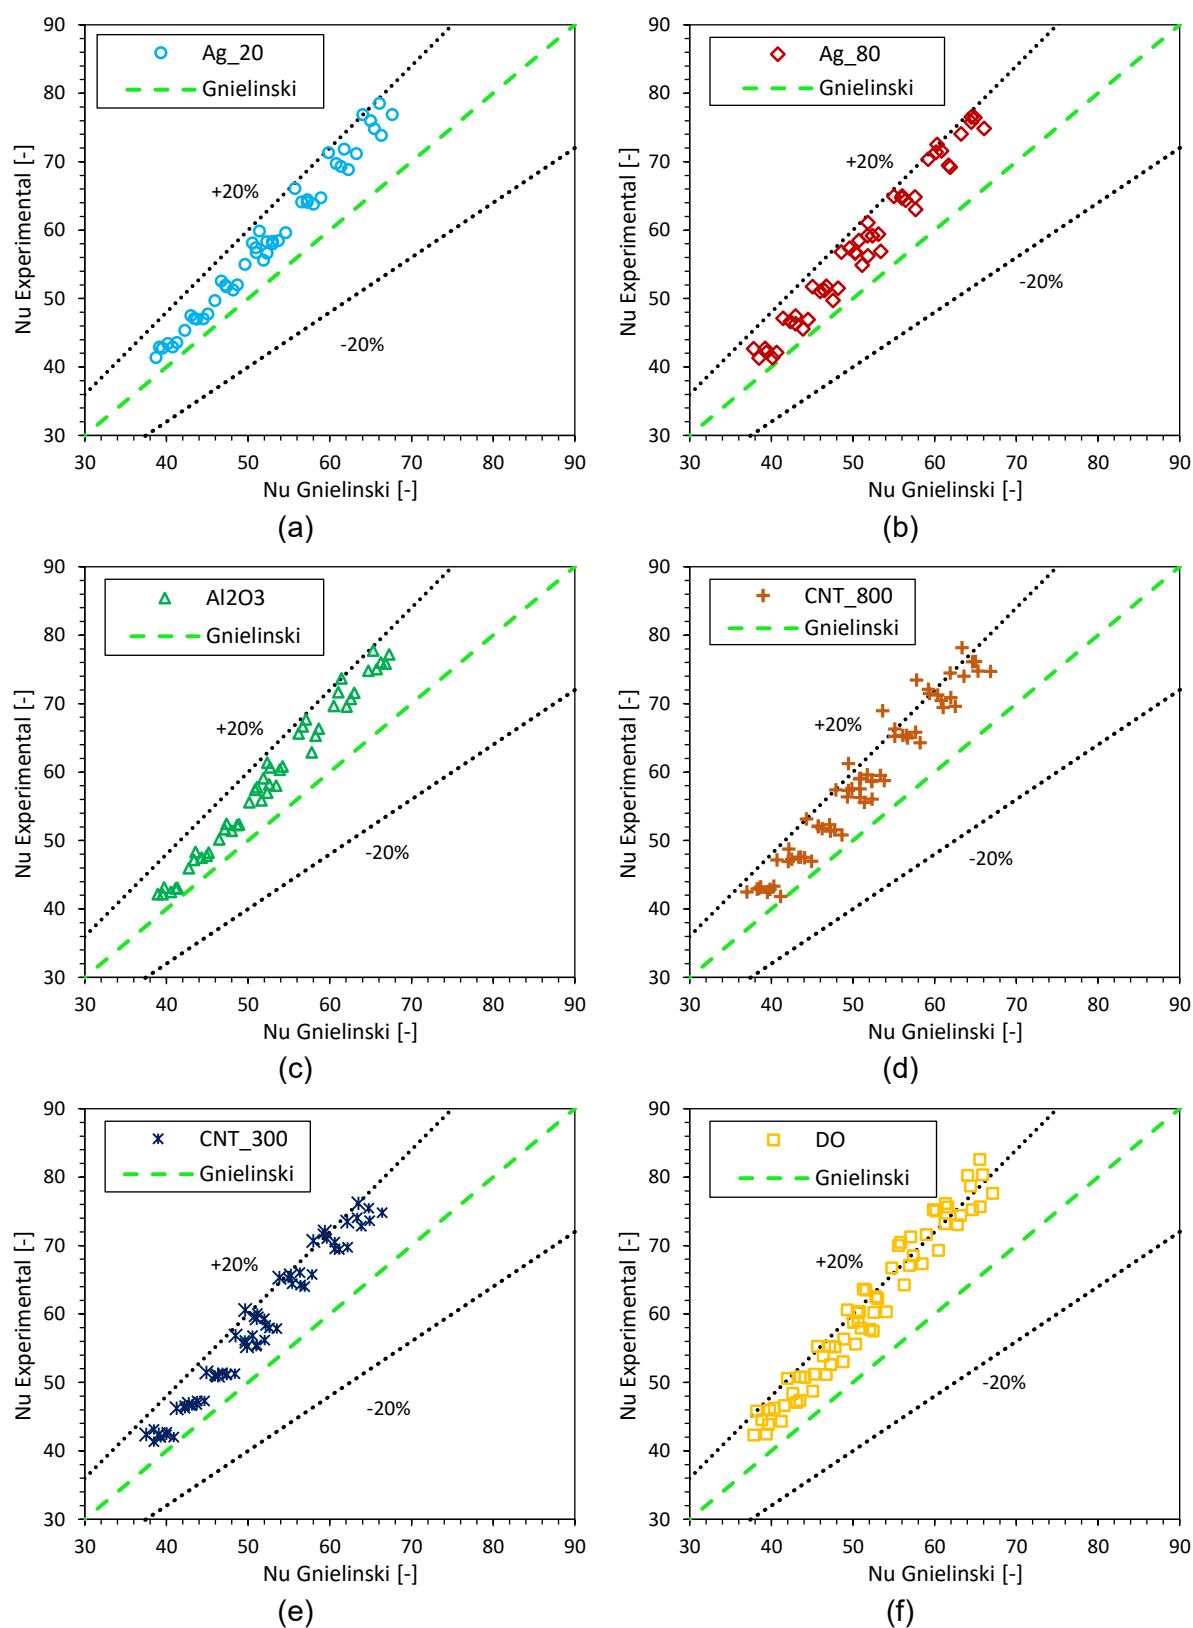 90
80
70
60
50
40
30
Nu Experimental [-]
Ag_20
Gnielinski
+20%
-20%
30 40 50 60 70 80 90
Nu Gnielinski [-]
(a)
90
80
70
60
50
40
30
Nu Experimental [-]
Ag_80
Gnielinski
+20%
-20%
30 40 50 60 70 80 90
Nu Gnielinski [-]
(b)
90
80
70
60
50
40
30
Nu Experimental [-]
Al2O3
Gnielinski
+20%
-20%
30 40 50 60 70 80 90
Nu Gnielinski [-]
(c)
90
80
70
60
50
40
30
Nu Experimental [-]
CNT_800
Gnielinski
+20%
-20%
30 40 50 60 70 80 90
Nu Gnielinski [-]
(d)
90
80
70
60
50
40
30
Nu Experimental [-]
CNT_300
Gnielinski
+20%
-20%
30 40 50 60 70 80 90
Nu Gnielinski [-]
(e)
90
80
70
60
50
40
30
Nu Experimental [-]
DO
Gnielinski
+20%
-20%
30 40 50 60 70 80 90
Nu Gnielinski [-]
(f)